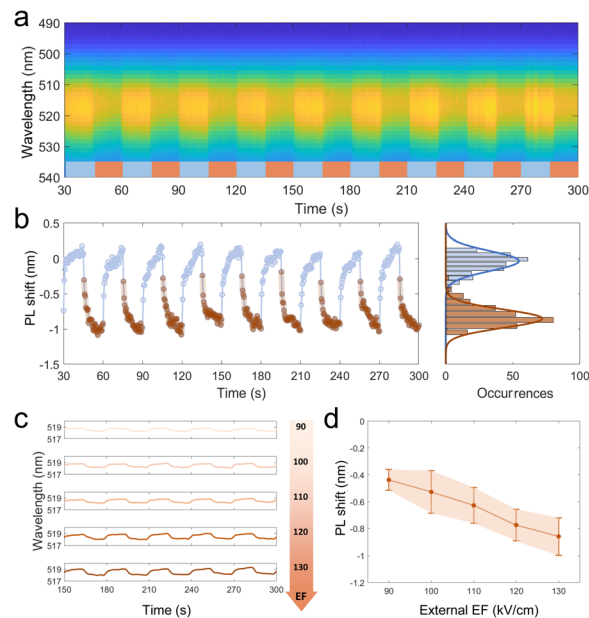 a
Wavelength (nm)
490
500
510
520
530
540
30 60 90 120 150 180 210 240 270 300
Time (s)
b
PL shift (nm)
0.5
0
-0.5
-1
-1.5
30 60 90 120 150 180 210 240 270 300
Time (s)
0 50 100
Occurrences
c
Wavelength (nm)
519
517
519
517
519
517
519
517
519
517
150 180 210 240 270 300
Time (s)
90
100
110
120
130
EF
d
PL shift (nm)
0
-0.2
-0.4
-0.6
-0.8
-1
-1.2
90 100 110 120 130
External EF (kV/cm)